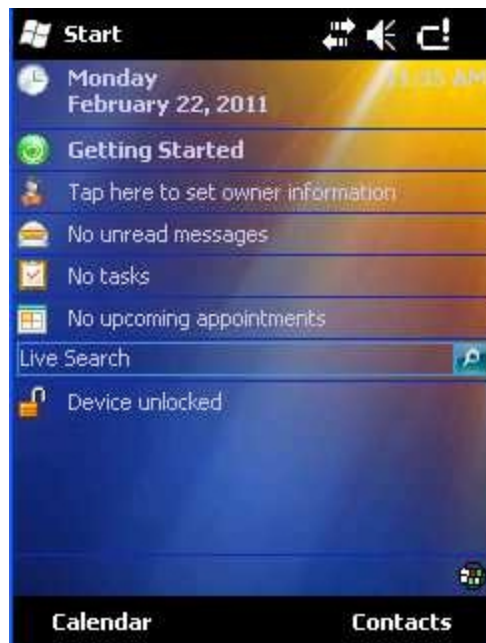 Start
Monday
February 22, 2011
Getting Started
Tap here to set owner information
No unread messages
No tasks
No upcoming appointments
Live Search
Device unlocked
Calendar Contacts